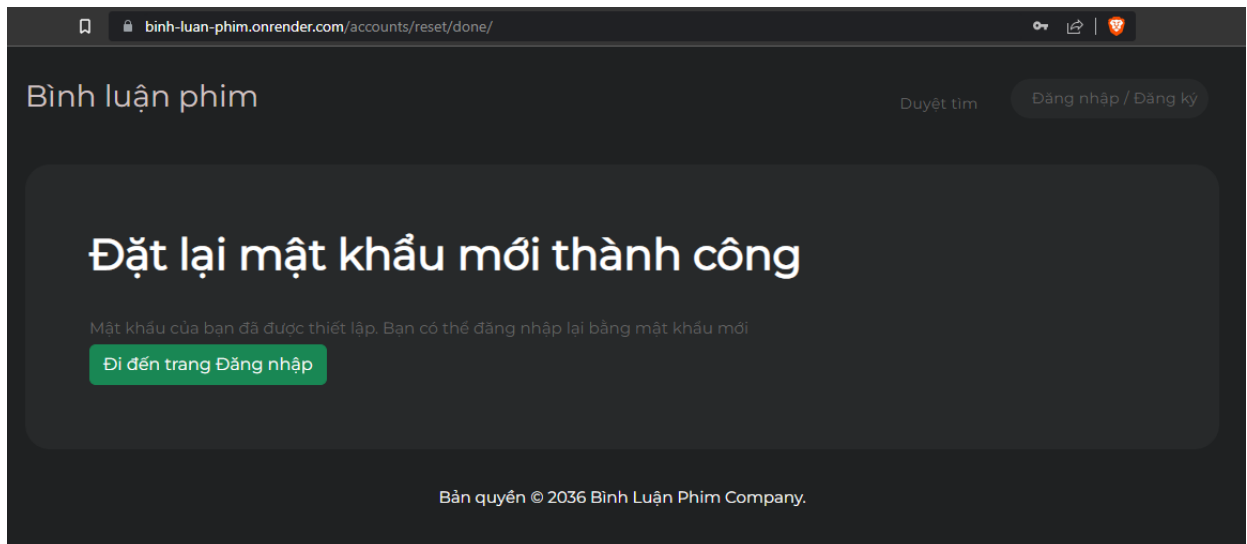 binh-luan-phim.onrender.com/accounts/reset/done/
Bình luận phim
Duyệt tìm
Đăng nhập / Đăng ký
Đặt lại mật khẩu mới thành công
Mật khẩu của bạn đã được thiết lập. Bạn có thể đăng nhập lại bằng mật khẩu mới
Đi đến trang Đăng nhập
Bản quyền © 2036 Bình Luận Phim Company.